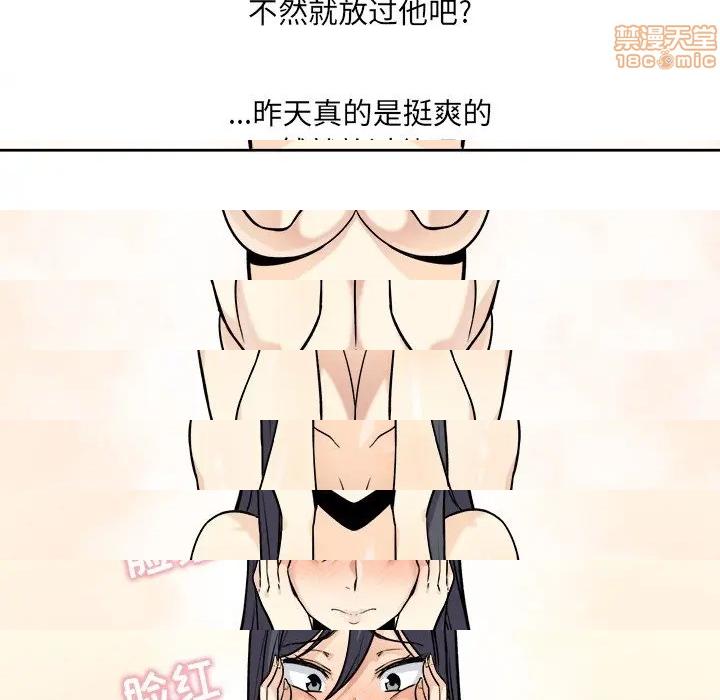 不然就放过他吧?
禁漫天堂
18comic
...昨天真的是挺爽的
脸红